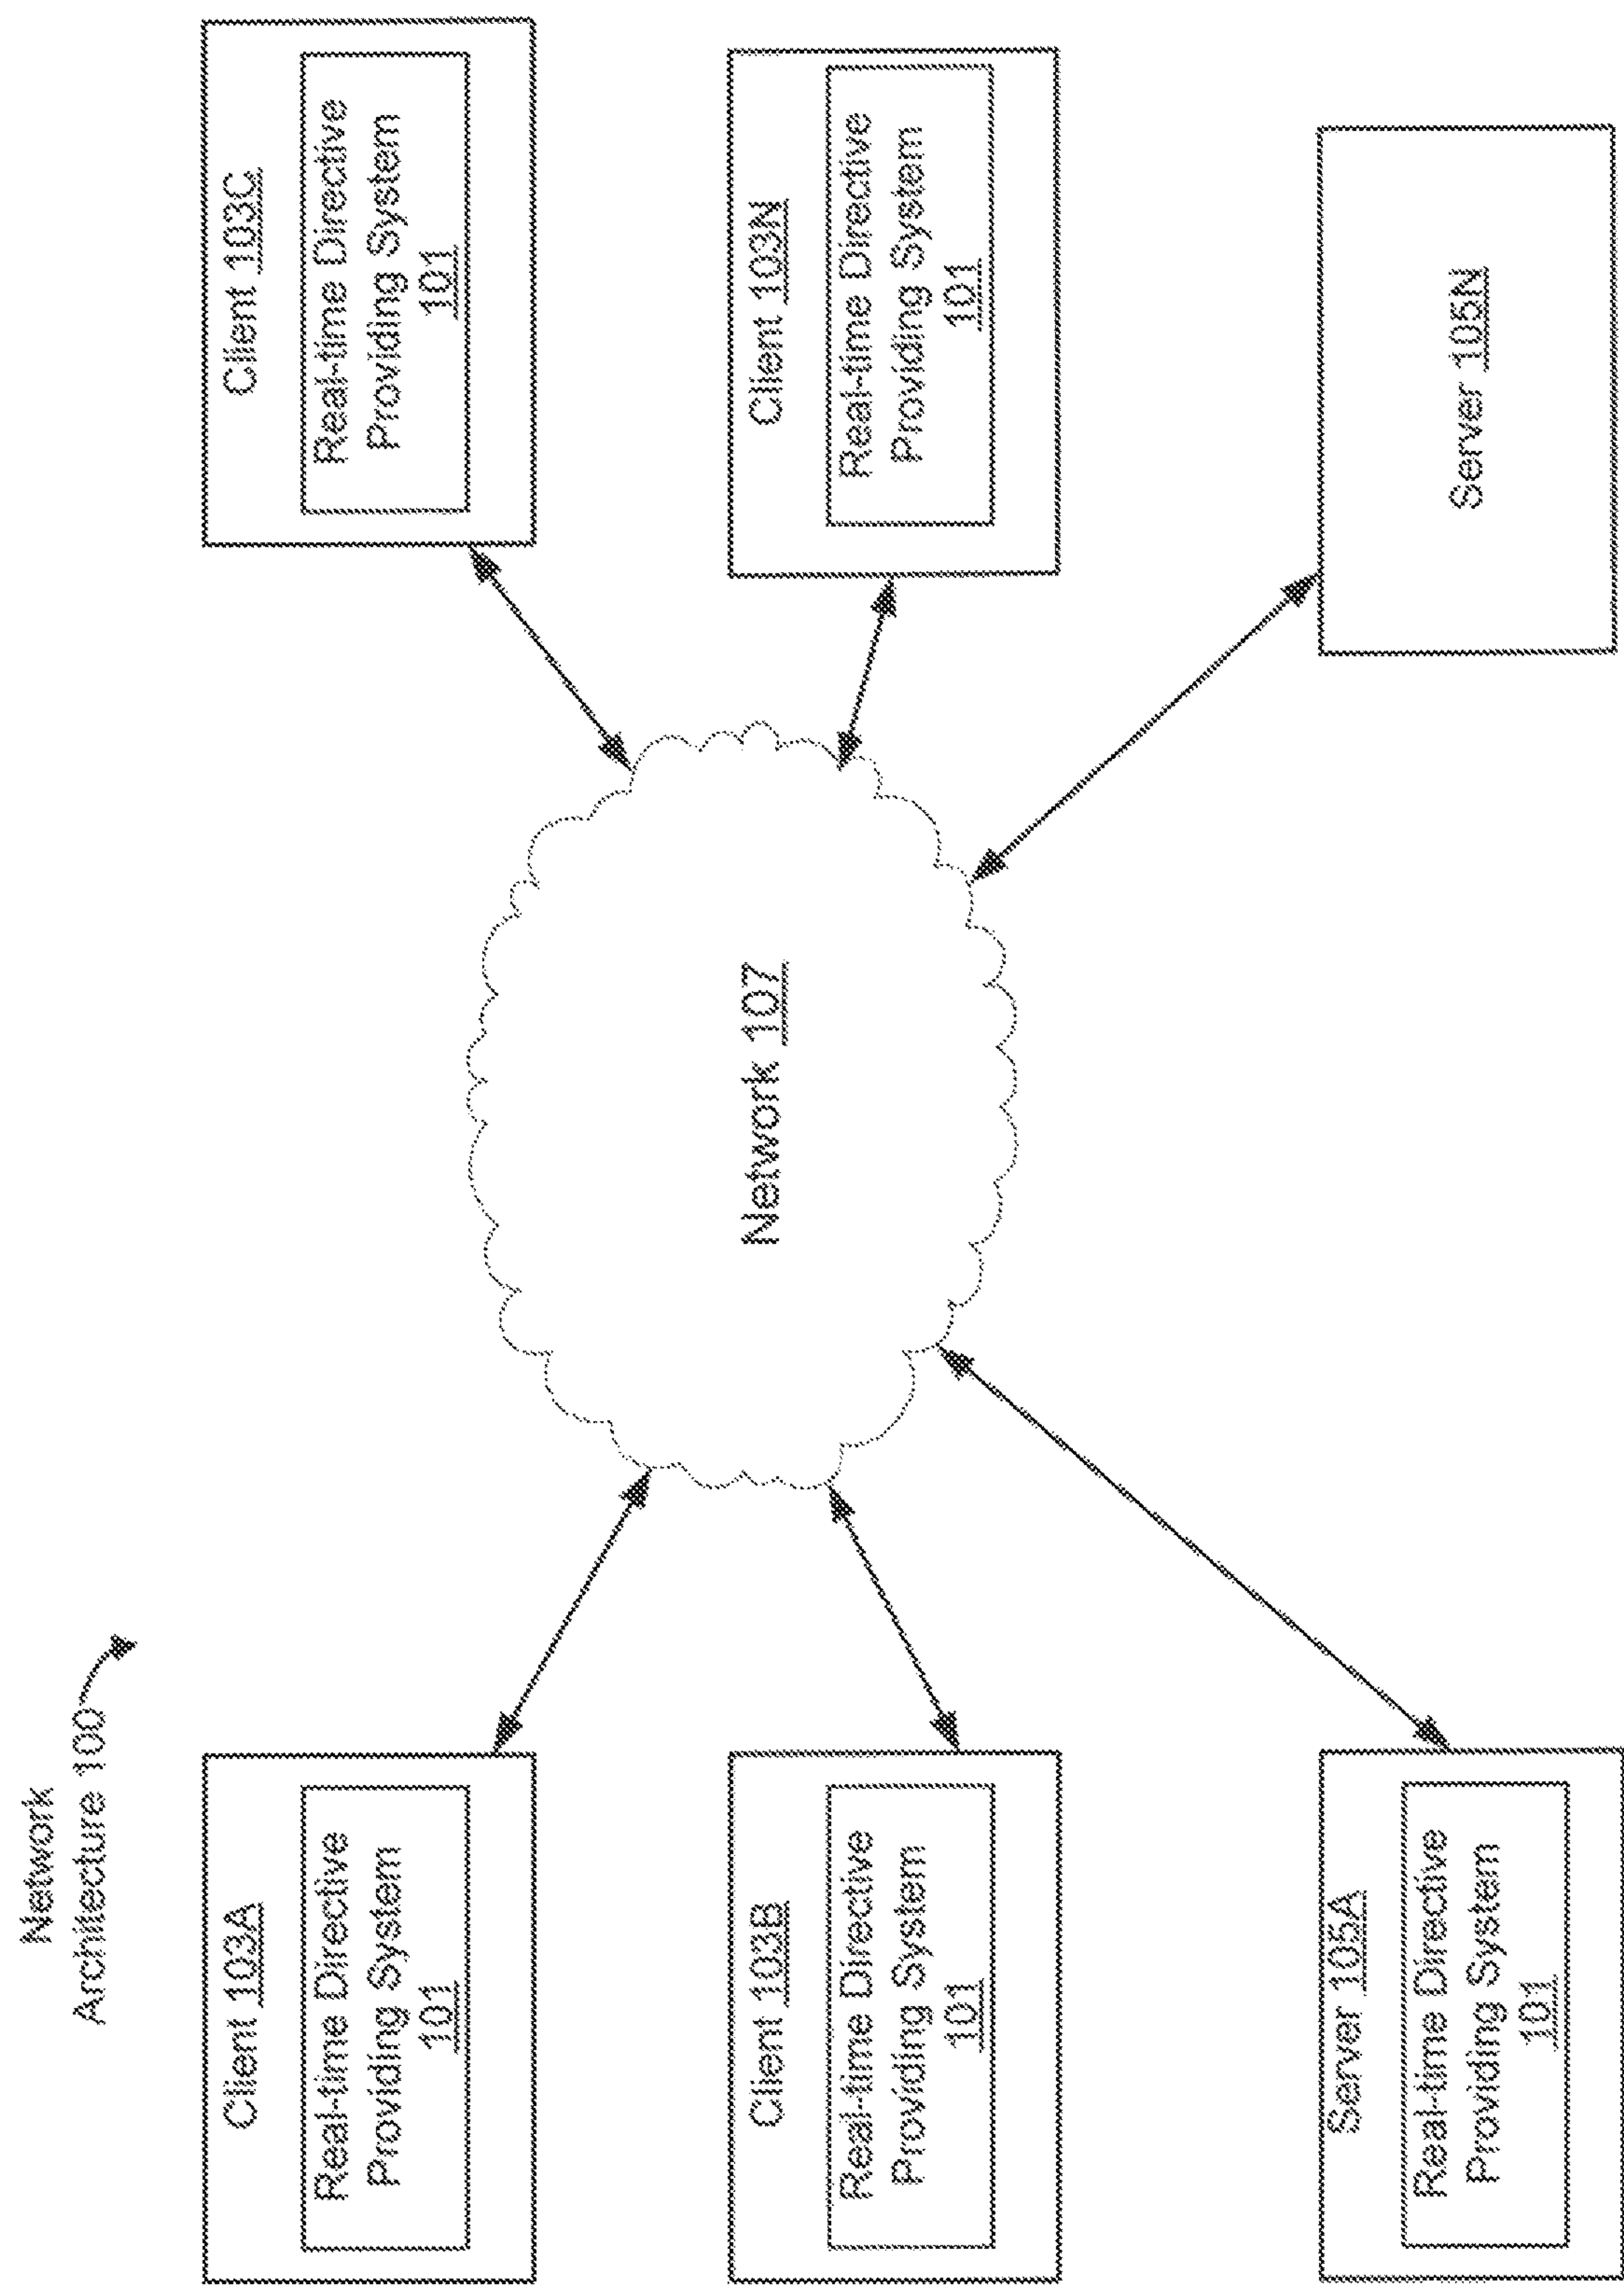 Network
Architecture 100
Client 103A
Real-time Directive
Providing System
101
Client 103B
Real-time Directive
Providing System
101
Server 105A
Real-time Directive
Providing System
101
Network 107
Client 103C
Real-time Directive
Providing System
101
Client 103N
Real-time Directive
Providing System
101
Server 105N